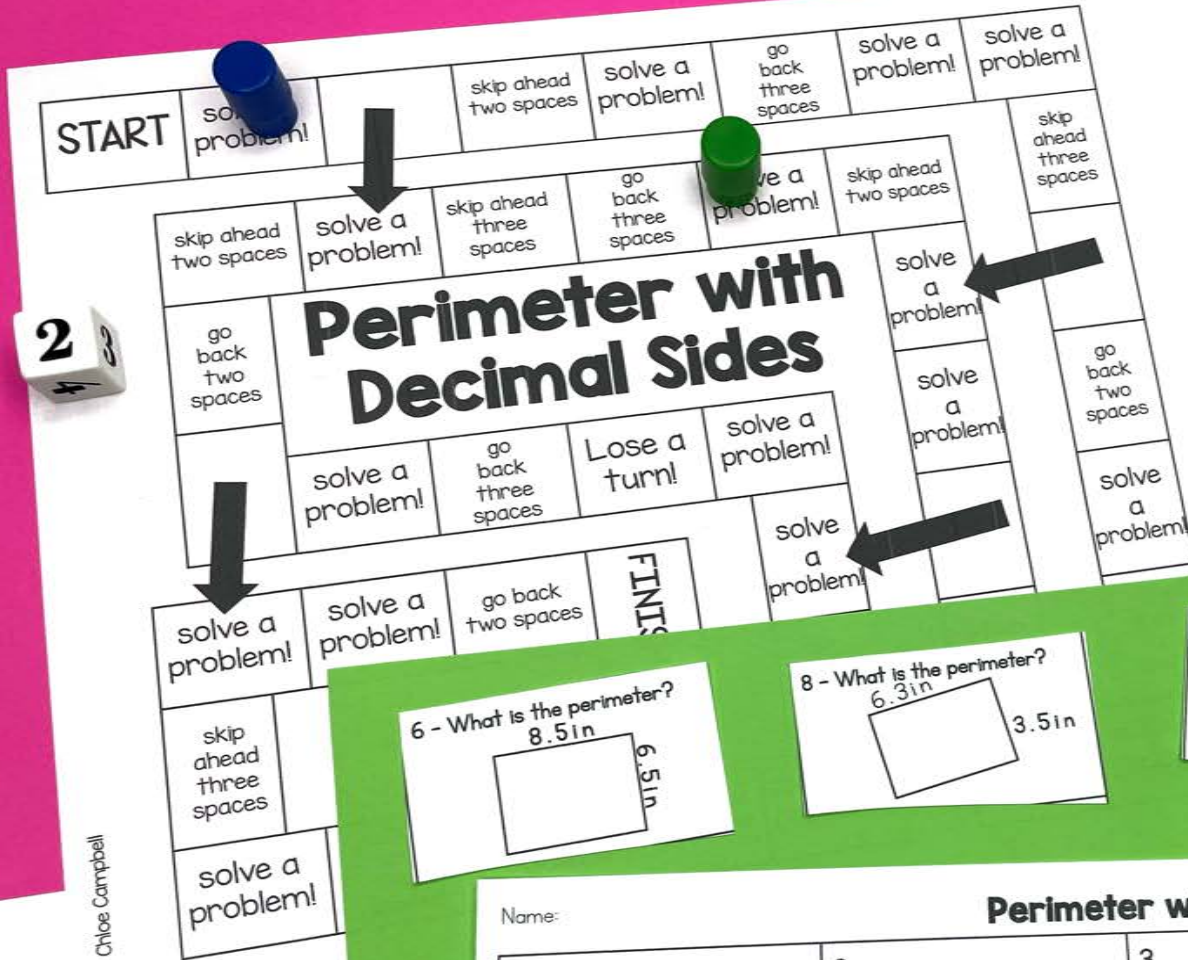 START
problem!
skip ahead
two spaces
solve a
problem!
go
back
three
spaces
solve a
problem!
solve a
problem!
skip
ahead
three
spaces
go
back
two
spaces
solve
a
problem!
skip ahead
two spaces
solve a
problem!
skip ahead
three
spaces
go
back
three
spaces
problem!
skip ahead
two spaces
solve
a
problem!
solve
a
problem!
go
back
two
spaces
Perimeter with
Decimal Sides
solve a
problem!
go
back
three
spaces
Lose a
turn!
solve a
problem!
solve
a
problem!
solve a
problem!
solve a
problem!
go back
two spaces
FINIS
skip
ahead
three
spaces
solve a
problem!
Chloe Campbell
2
3
4
6 - What is the perimeter?
8.5in
6.5in
8 - What is the perimeter?
6.3in
3.5in
Name:
Perimeter w
3